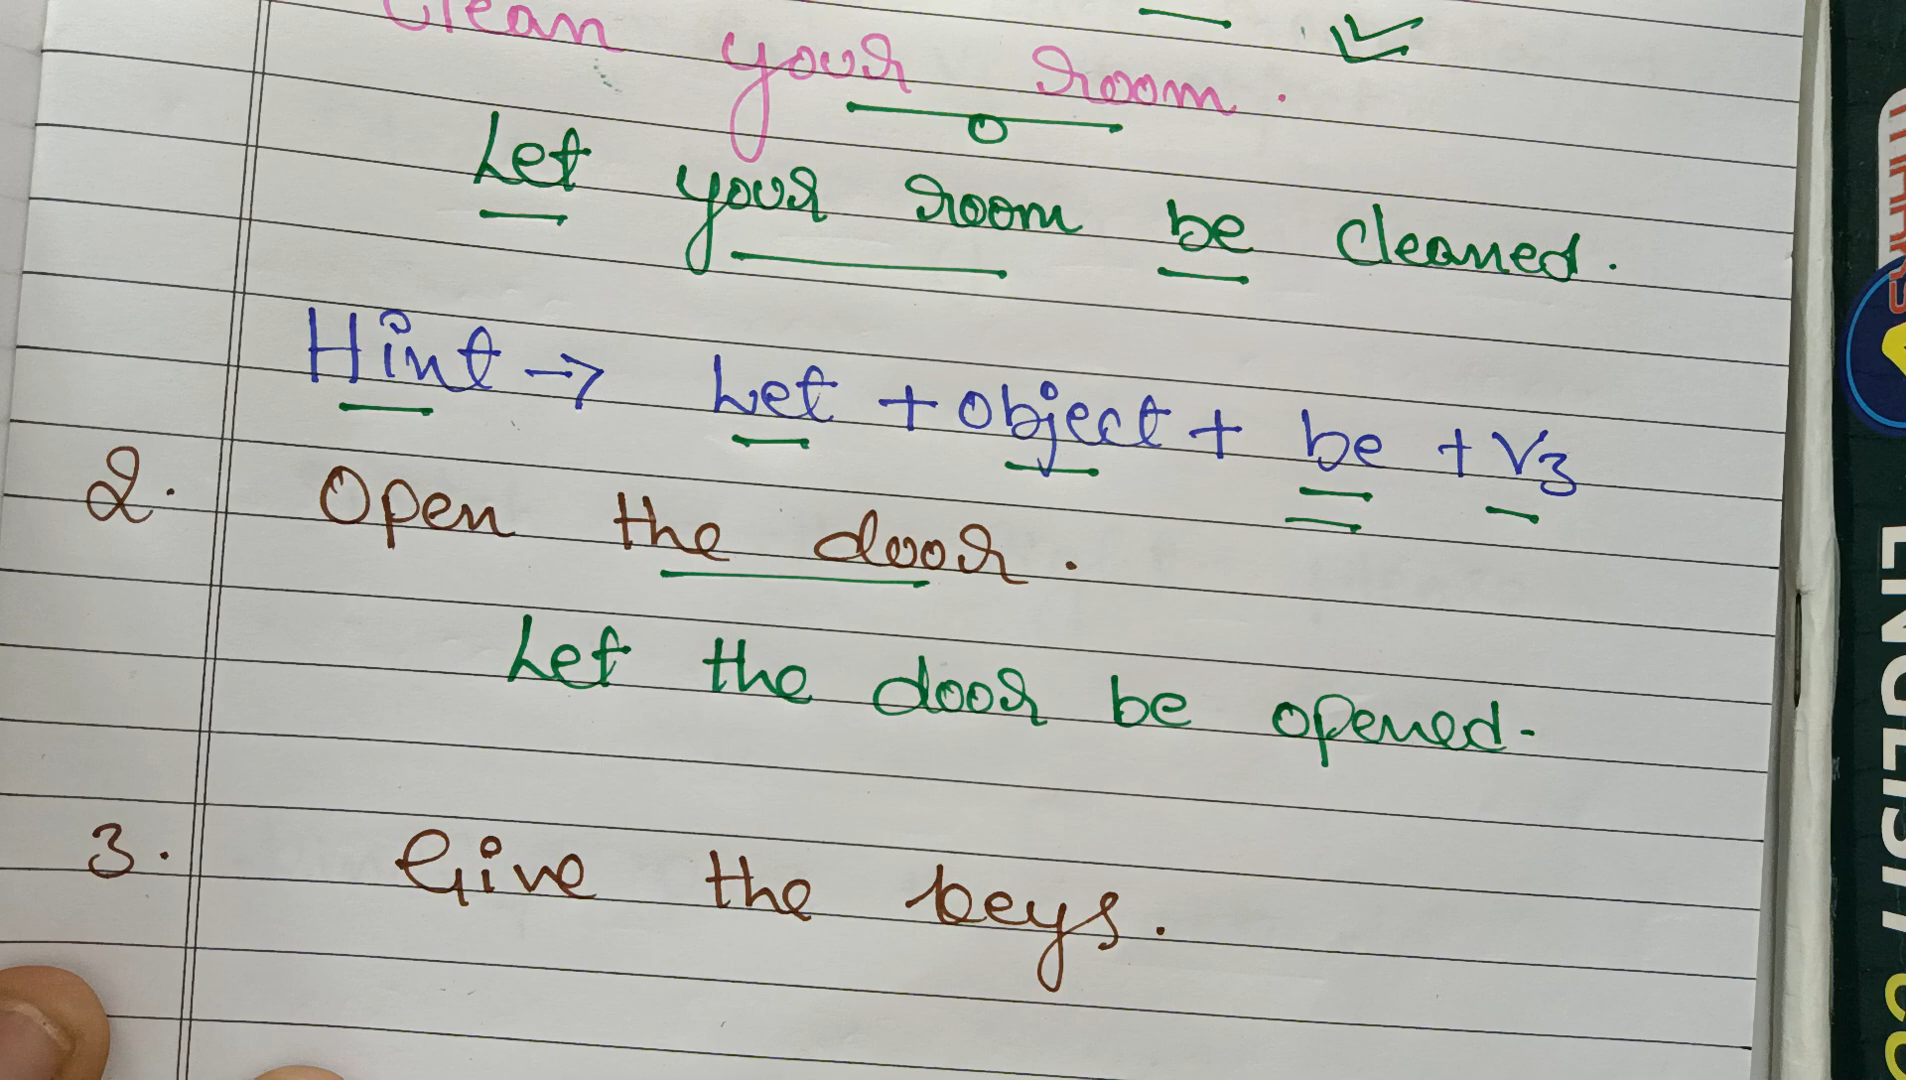 Clean your room.
O
Let your room be cleaned.
Hint → Let + object + be + V3
2. Open the door.
Let the door be opened.
3. Give the keys.